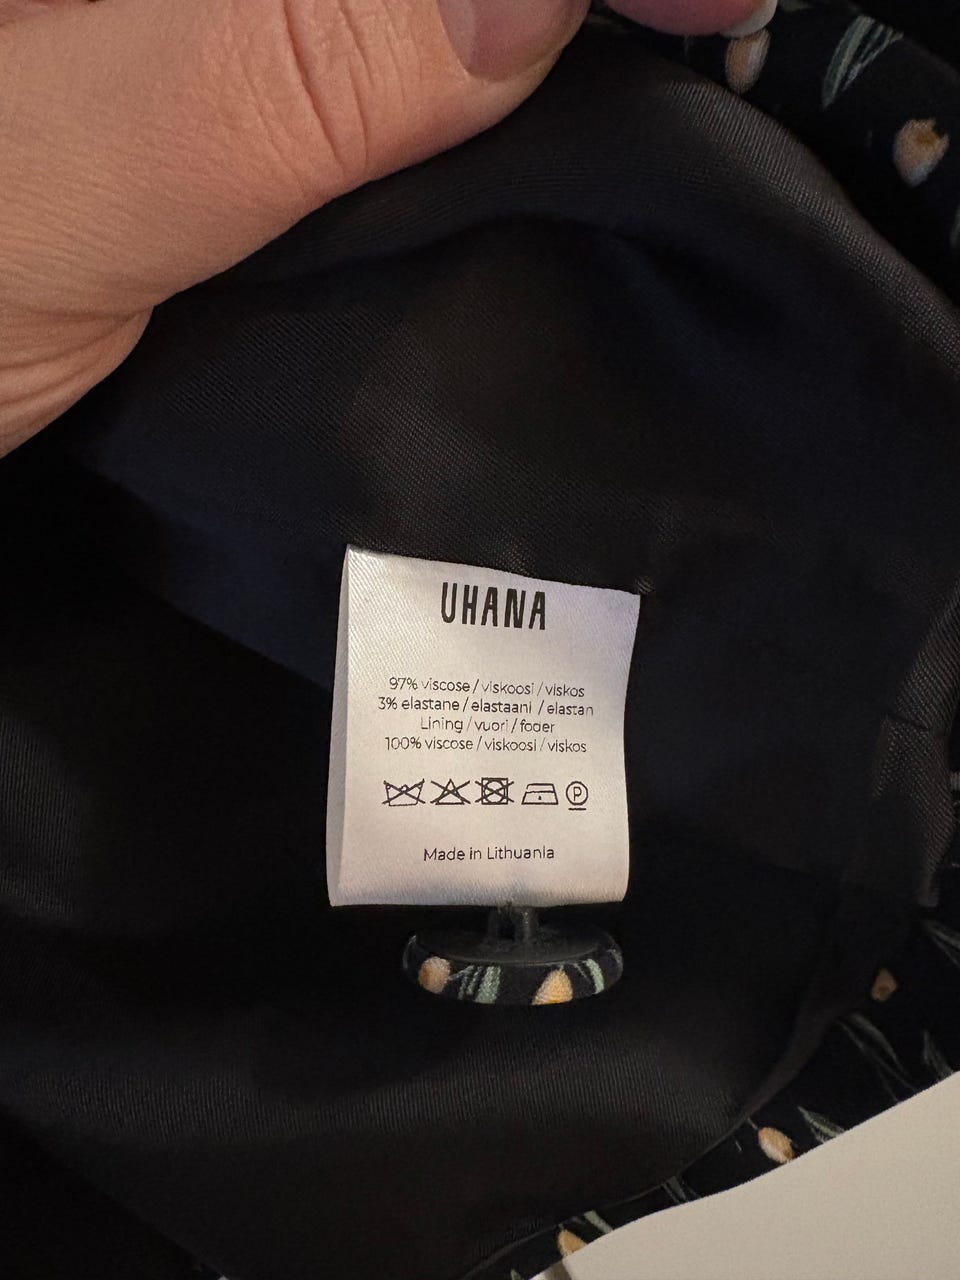 UHANA
97% viscose / viskoosi / viskos
3% elastane / elastaani / elastan
Lining / vuori / foder
100% viscose / viskoosi / viskos
P
Made in Lithuania